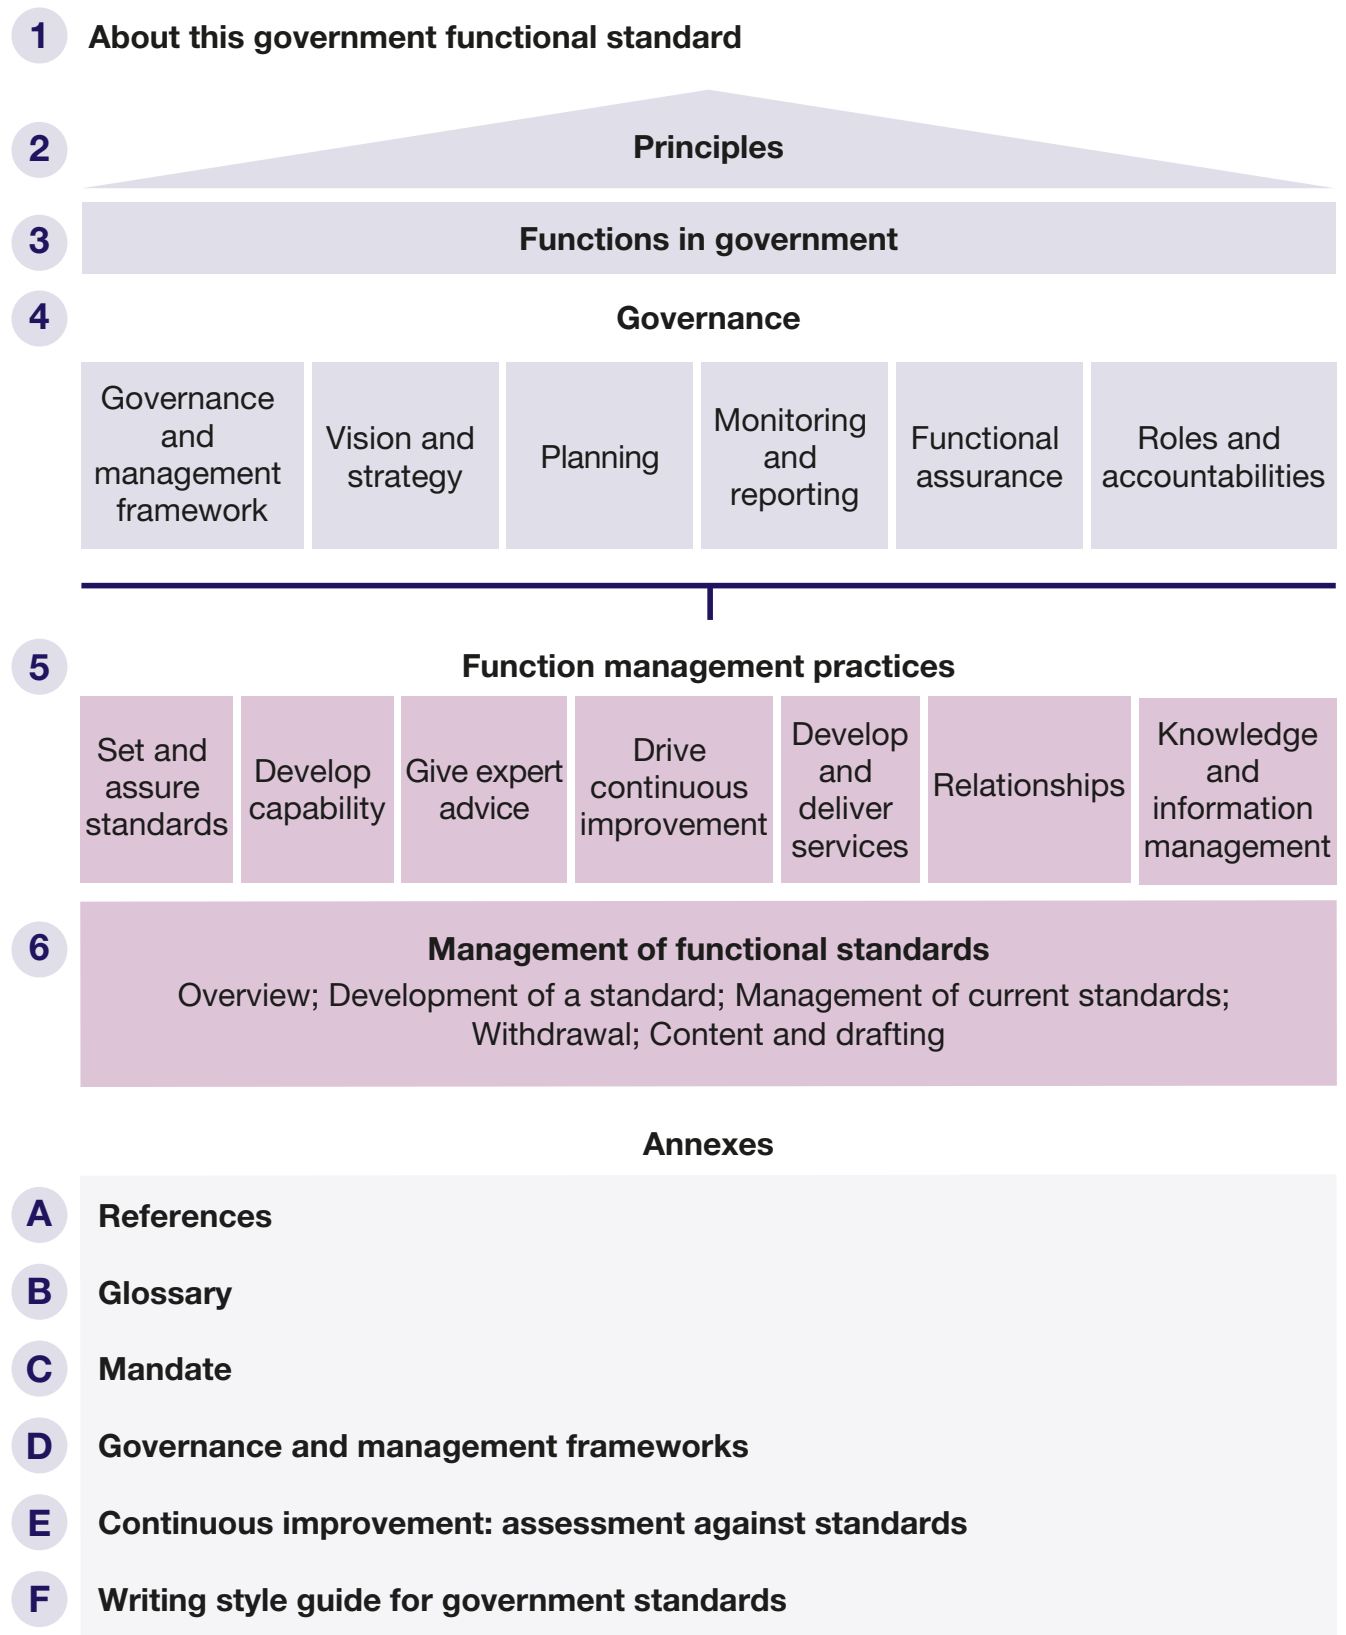 1 About this government functional standard
2 Principles
3 Functions in government
4 Governance
Governance
and
management
framework
Vision and
strategy
Planning
Monitoring
and
reporting
Functional
assurance
Roles and
accountabilities
5 Function management practices
Set and
assure
standards
Develop
capability
Give expert
advice
Drive
continuous
improvement
Develop
and
deliver
services
Relationships
Knowledge
and
information
management
6 Management of functional standards
Overview; Development of a standard; Management of current standards;
Withdrawal; Content and drafting
Annexes
A References
B Glossary
C Mandate
D Governance and management frameworks
E Continuous improvement: assessment against standards
F Writing style guide for government standards